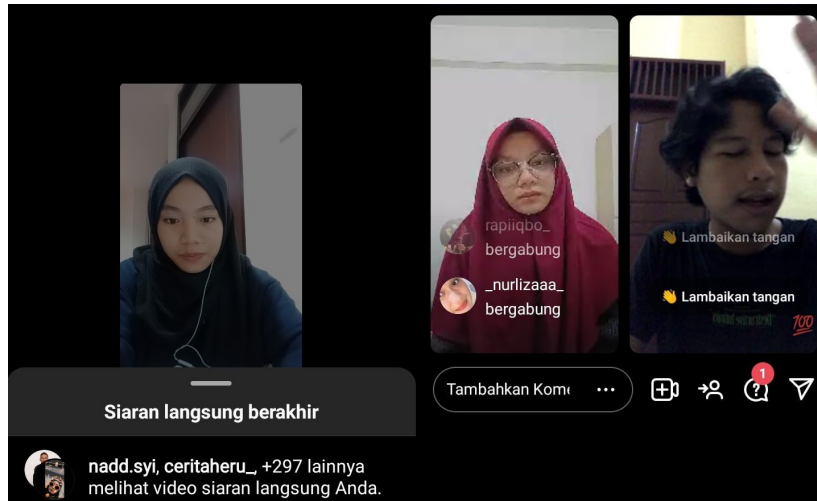 Siaran langsung berakhir
nadd.syi, ceritaheru_, +297 lainnya
melihat video siaran langsung Anda.
rapiiqbo_
bergabung
_nurlizaaa_
bergabung
👋 Lambaikan tangan
👋 Lambaikan tangan
💯
Tambahkan Kome
1